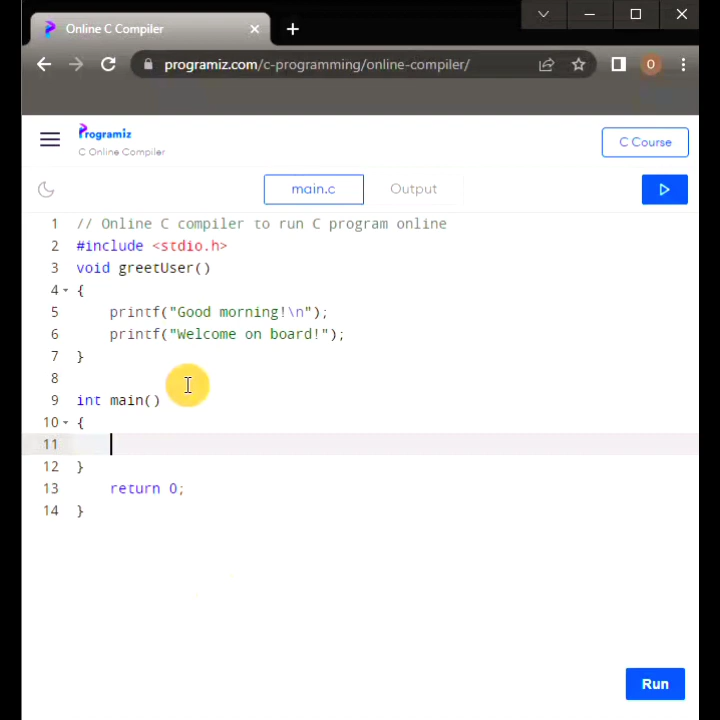 Online C Compiler
programiz.com/c-programming/online-compiler/
O
Programiz
C Online Compiler
C Course
main.c
Output
1 // Online C compiler to run C program online
2 #include <stdio.h>
3 void greetUser()
4 {
5     printf("Good morning!\n");
6     printf("Welcome on board!");
7 }
8
9 int main()
10 {
11
12 }
13     return 0;
14 }
Run